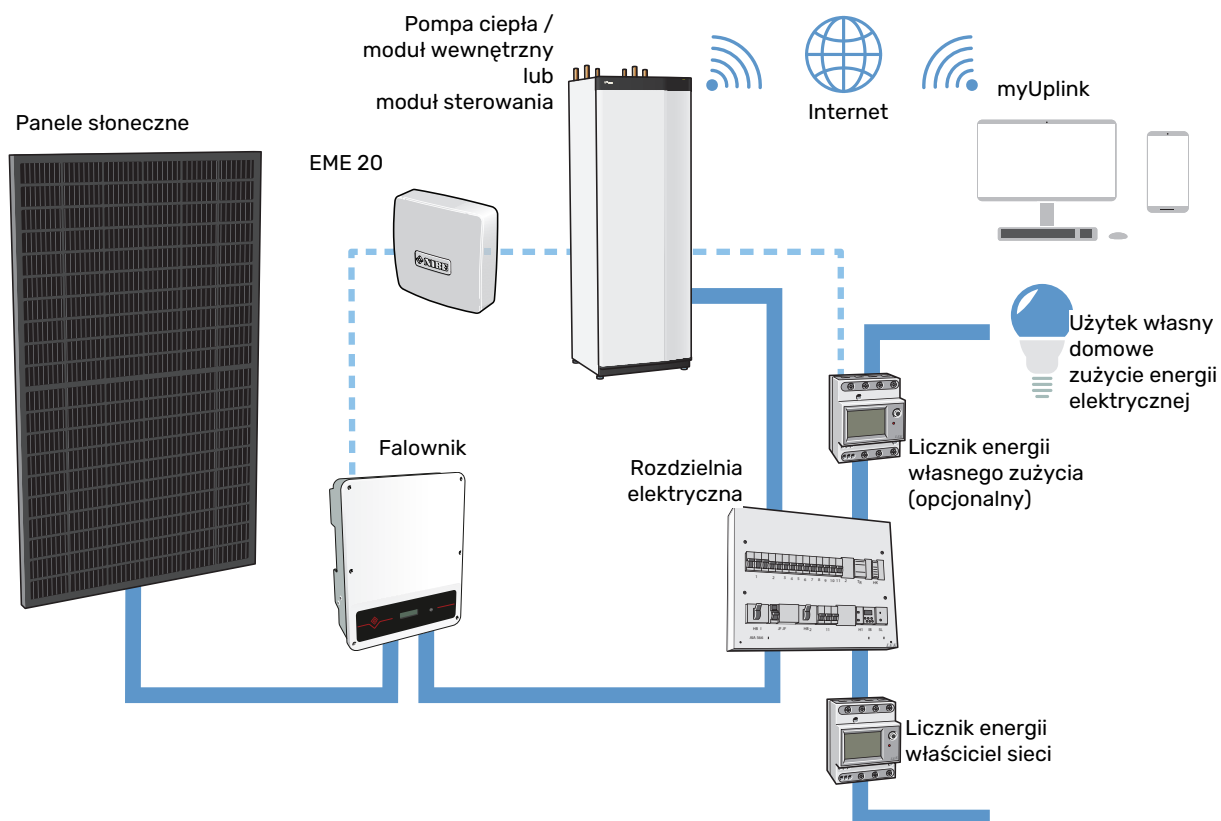 Pompa ciepła /
moduł wewnętrzny
lub
moduł sterowania
Internet
myUplink
Panele słoneczne
EME 20
NIBE
Użytek własny
domowe
zużycie energii
elektrycznej
Falownik
Licznik energii
własnego zużycia
(opcjonalny)
Rozdzielnia
elektryczna
Licznik energii
właściciel sieci